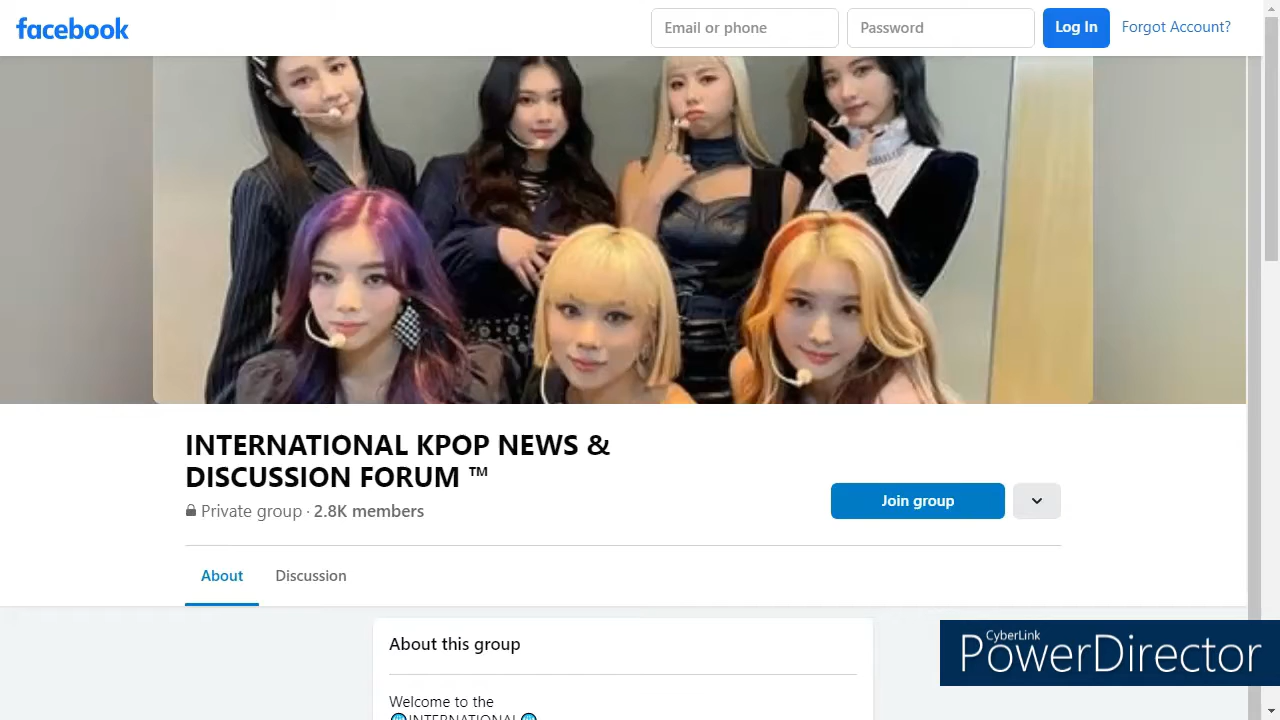 facebook
Email or phone
Password
Log In
Forgot Account?
INTERNATIONAL KPOP NEWS &
DISCUSSION FORUM ™
Private group · 2.8K members
Join group
About
Discussion
About this group
Welcome to the
INTERNATIONAL
CyberLink
PowerDirector